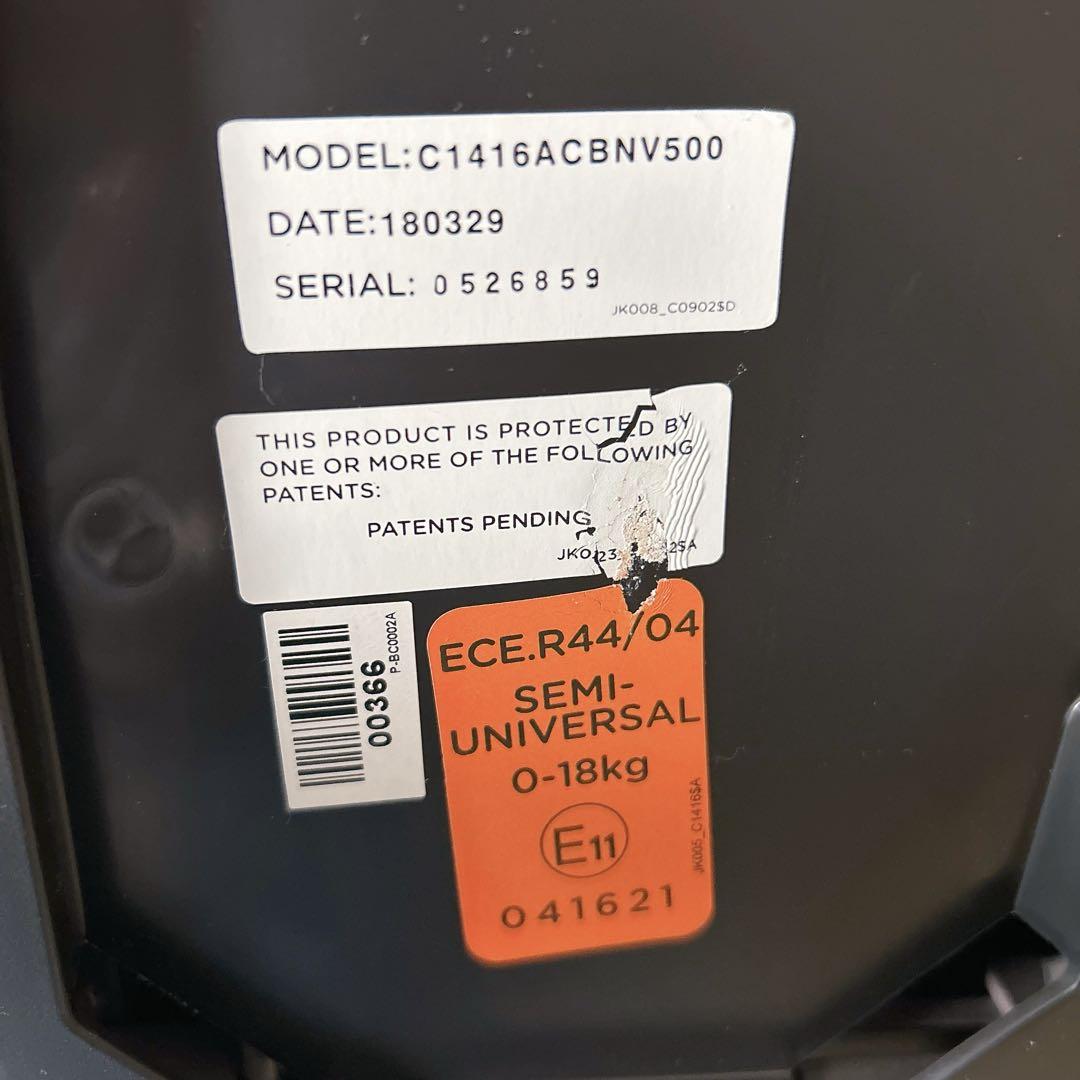 MODEL:C1416ACBNV500
DATE:180329
SERIAL: 0526859
JK008_C0902$D
THIS PRODUCT IS PROTECTED BY
ONE OR MORE OF THE FOLLOWING
PATENTS:
PATENTS PENDING
00366
P-BC0002A
ECE.R44/04
SEMI-
UNIVERSAL
0-18kg
E11
041621
JK005_C1416$A